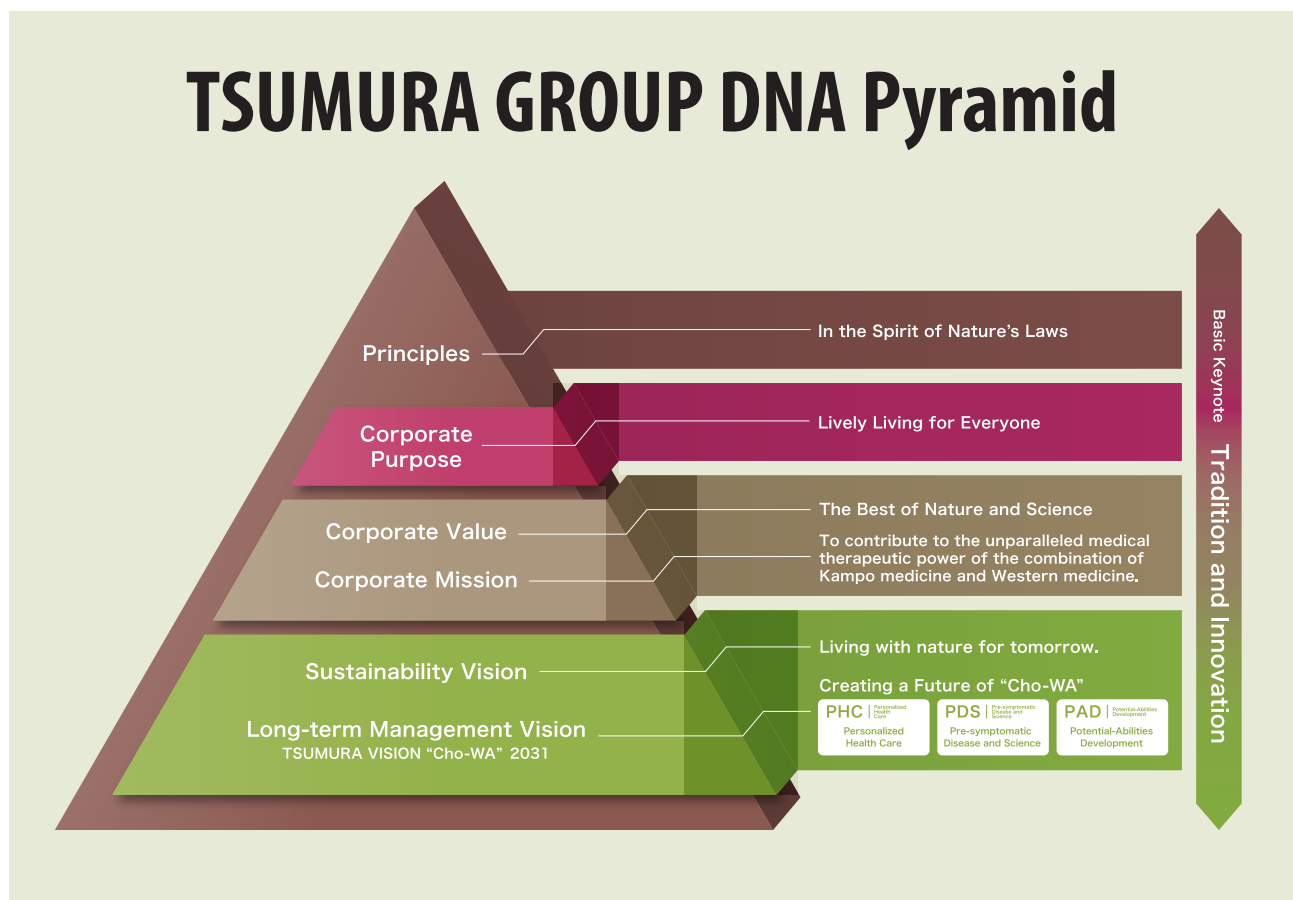 TSUMURA GROUP DNA Pyramid
Principles
In the Spirit of Nature's Laws
Corporate
Purpose
Lively Living for Everyone
Corporate Value
The Best of Nature and Science
Corporate Mission
To contribute to the unparalleled medical
therapeutic power of the combination of
Kampo medicine and Western medicine.
Sustainability Vision
Living with nature for tomorrow.
Long-term Management Vision
TSUMURA VISION “Cho-WA” 2031
Creating a Future of “Cho-WA”
PHC
Personalized
Health
Care
Personalized
Health Care
PDS
Pre-symptomatic
Disease and
Science
Pre-symptomatic
Disease and Science
PAD
Potential-Abilities
Development
Potential-Abilities
Development
Basic Keynote Tradition and Innovation